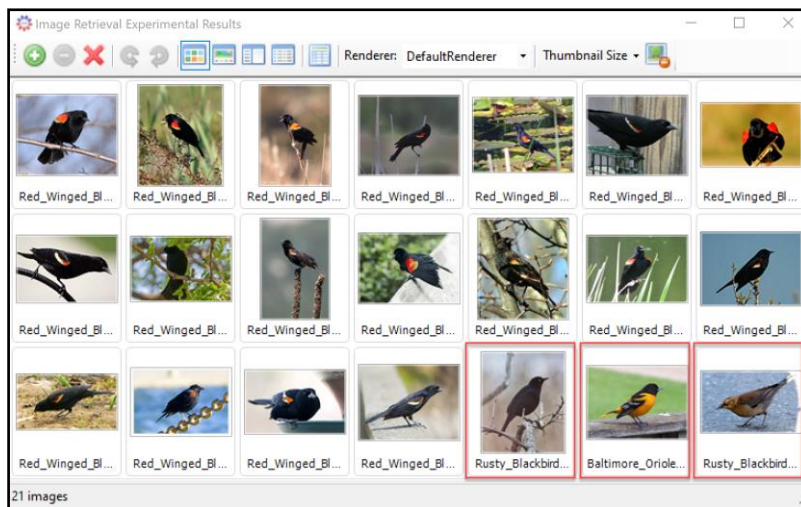 Image Retrieval Experimental Results
Renderer: DefaultRenderer Thumbnail Size
Red_Winged_Bl... Red_Winged_Bl... Red_Winged_Bl... Red_Winged_Bl... Red_Winged_Bl... Red_Winged_Bl... Red_Winged_Bl...
Red_Winged_Bl... Red_Winged_Bl... Red_Winged_Bl... Red_Winged_Bl... Red_Winged_Bl... Red_Winged_Bl... Red_Winged_Bl...
Red_Winged_Bl... Red_Winged_Bl... Red_Winged_Bl... Red_Winged_Bl... Rusty_Blackbird... Baltimore_Oriole... Rusty_Blackbird...
21 images